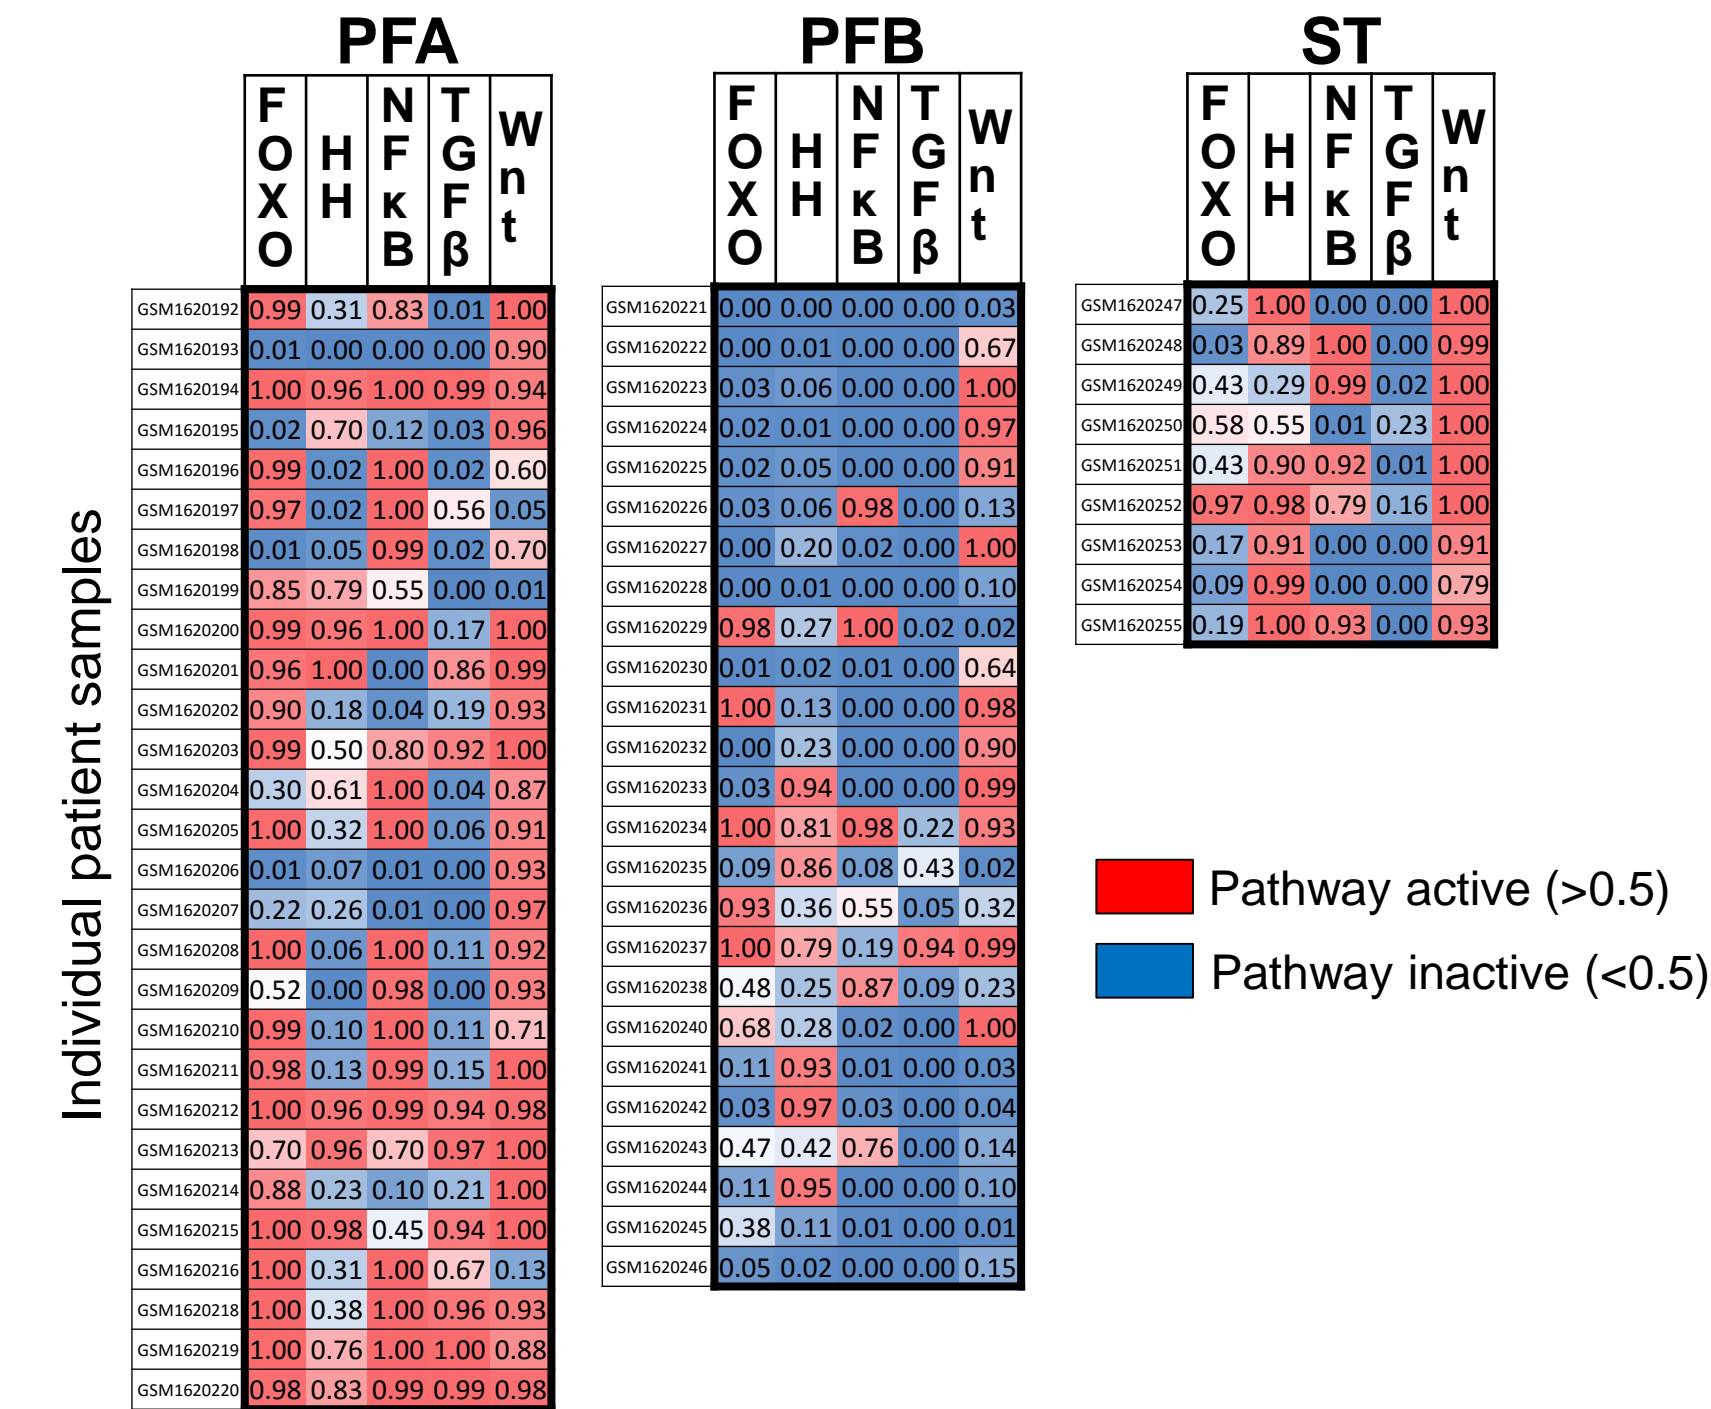 PFA
FOXO HH NFκB TGFβ Wnt
Individual patient samples
GSM1620192 0.99 0.31 0.83 0.01 1.00
GSM1620193 0.01 0.00 0.00 0.00 0.90
GSM1620194 1.00 0.96 1.00 0.99 0.94
GSM1620195 0.02 0.70 0.12 0.03 0.96
GSM1620196 0.99 0.02 1.00 0.02 0.60
GSM1620197 0.97 0.02 1.00 0.56 0.05
GSM1620198 0.01 0.05 0.99 0.02 0.70
GSM1620199 0.85 0.79 0.55 0.00 0.01
GSM1620200 0.99 0.96 1.00 0.17 1.00
GSM1620201 0.96 1.00 0.00 0.86 0.99
GSM1620202 0.90 0.18 0.04 0.19 0.93
GSM1620203 0.99 0.50 0.80 0.92 1.00
GSM1620204 0.30 0.61 1.00 0.04 0.87
GSM1620205 1.00 0.32 1.00 0.06 0.91
GSM1620206 0.01 0.07 0.01 0.00 0.93
GSM1620207 0.22 0.26 0.01 0.00 0.97
GSM1620208 1.00 0.06 1.00 0.11 0.92
GSM1620209 0.52 0.00 0.98 0.00 0.93
GSM1620210 0.99 0.10 1.00 0.11 0.71
GSM1620211 0.98 0.13 0.99 0.15 1.00
GSM1620212 1.00 0.96 0.99 0.94 0.98
GSM1620213 0.70 0.96 0.70 0.97 1.00
GSM1620214 0.88 0.23 0.10 0.21 1.00
GSM1620215 1.00 0.98 0.45 0.94 1.00
GSM1620216 1.00 0.31 1.00 0.67 0.13
GSM1620218 1.00 0.38 1.00 0.96 0.93
GSM1620219 1.00 0.76 1.00 1.00 0.88
GSM1620220 0.98 0.83 0.99 0.99 0.98
PFB
FOXO HH NFκB TGFβ Wnt
GSM1620221 0.00 0.00 0.00 0.00 0.03
GSM1620222 0.00 0.01 0.00 0.00 0.67
GSM1620223 0.03 0.06 0.00 0.00 1.00
GSM1620224 0.02 0.01 0.00 0.00 0.97
GSM1620225 0.02 0.05 0.00 0.00 0.91
GSM1620226 0.03 0.06 0.98 0.00 0.13
GSM1620227 0.00 0.20 0.02 0.00 1.00
GSM1620228 0.00 0.01 0.00 0.00 0.10
GSM1620229 0.98 0.27 1.00 0.02 0.02
GSM1620230 0.01 0.02 0.01 0.00 0.64
GSM1620231 1.00 0.13 0.00 0.00 0.98
GSM1620232 0.00 0.23 0.00 0.00 0.90
GSM1620233 0.03 0.94 0.00 0.00 0.99
GSM1620234 1.00 0.81 0.98 0.22 0.93
GSM1620235 0.09 0.86 0.08 0.43 0.02
GSM1620236 0.93 0.36 0.55 0.05 0.32
GSM1620237 1.00 0.79 0.19 0.94 0.99
GSM1620238 0.48 0.25 0.87 0.09 0.23
GSM1620240 0.68 0.28 0.02 0.00 1.00
GSM1620241 0.11 0.93 0.01 0.00 0.03
GSM1620242 0.03 0.97 0.03 0.00 0.04
GSM1620243 0.47 0.42 0.76 0.00 0.14
GSM1620244 0.11 0.95 0.00 0.00 0.10
GSM1620245 0.38 0.11 0.01 0.00 0.01
GSM1620246 0.05 0.02 0.00 0.00 0.15
ST
FOXO HH NFκB TGFβ Wnt
GSM1620247 0.25 1.00 0.00 0.00 1.00
GSM1620248 0.03 0.89 1.00 0.00 0.99
GSM1620249 0.43 0.29 0.99 0.02 1.00
GSM1620250 0.58 0.55 0.01 0.23 1.00
GSM1620251 0.43 0.90 0.92 0.01 1.00
GSM1620252 0.97 0.98 0.79 0.16 1.00
GSM1620253 0.17 0.91 0.00 0.00 0.91
GSM1620254 0.09 0.99 0.00 0.00 0.79
GSM1620255 0.19 1.00 0.93 0.00 0.93
Pathway active (>0.5)
Pathway inactive (<0.5)